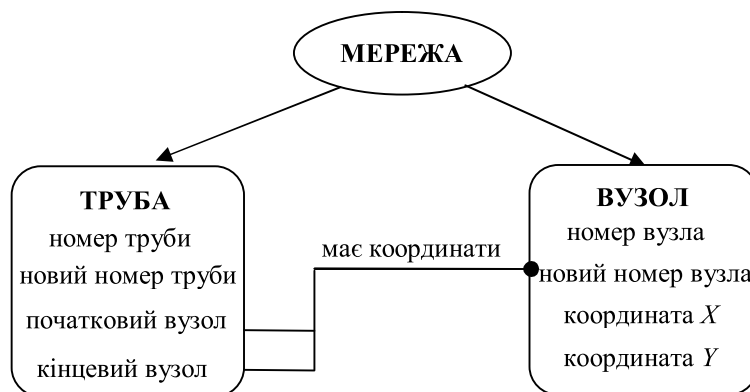 МЕРЕЖА
ТРУБА
номер труби
новий номер труби
початковий вузол
кінцевий вузол
має координати
ВУЗОЛ
номер вузла
новий номер вузла
координата X
координата Y